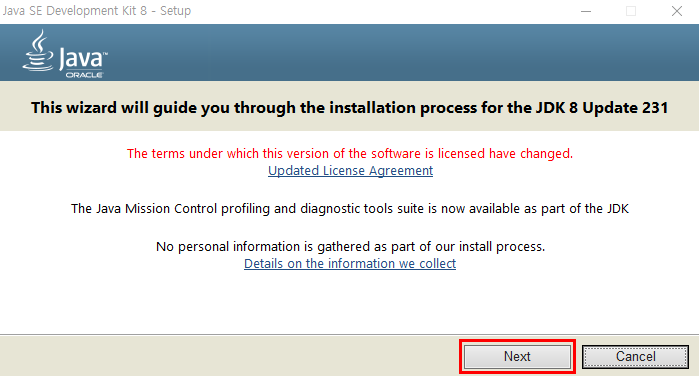 Java SE Development Kit 8 - Setup
Java™
ORACLE
This wizard will guide you through the installation process for the JDK 8 Update 231
The terms under which this version of the software is licensed have changed.
Updated License Agreement
The Java Mission Control profiling and diagnostic tools suite is now available as part of the JDK
No personal information is gathered as part of our install process.
Details on the information we collect
Next
Cancel